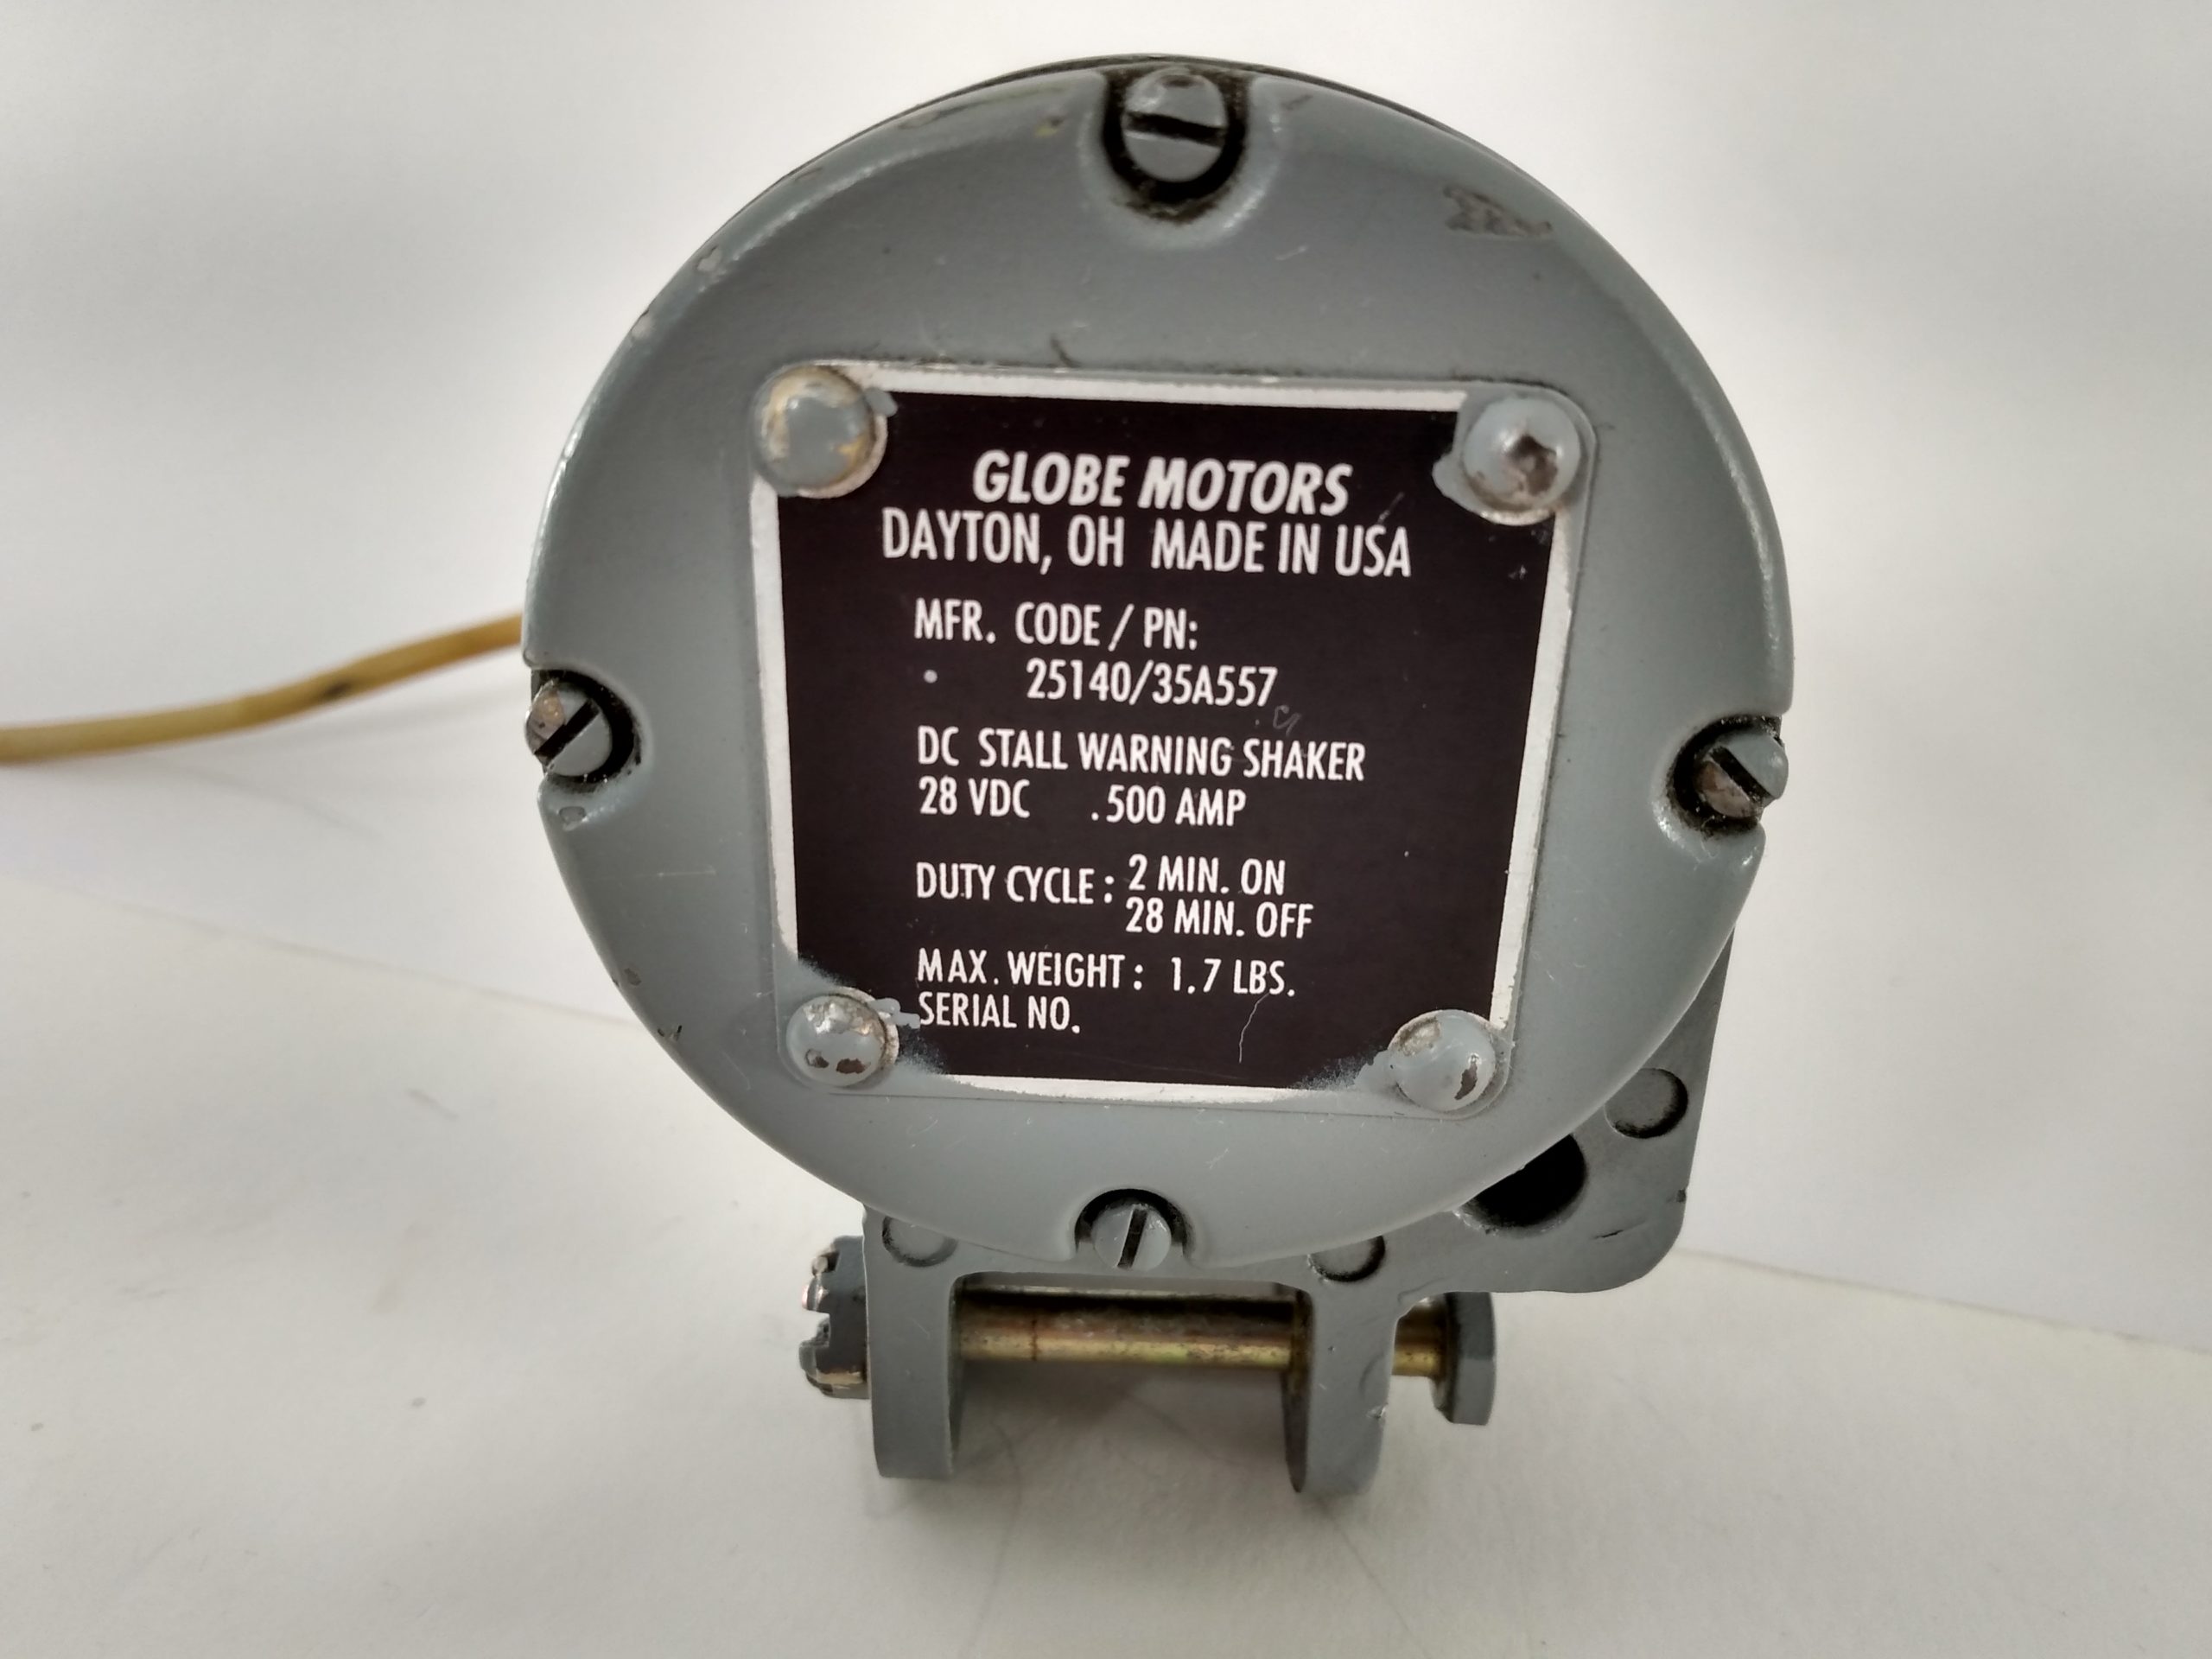 GLOBE MOTORS
DAYTON, OH MADE IN USA
MFR. CODE / PN:
25140/35A557
DC STALL WARNING SHAKER
28 VDC .500 AMP
DUTY CYCLE : 2 MIN. ON
28 MIN. OFF
MAX. WEIGHT : 1.7 LBS.
SERIAL NO.